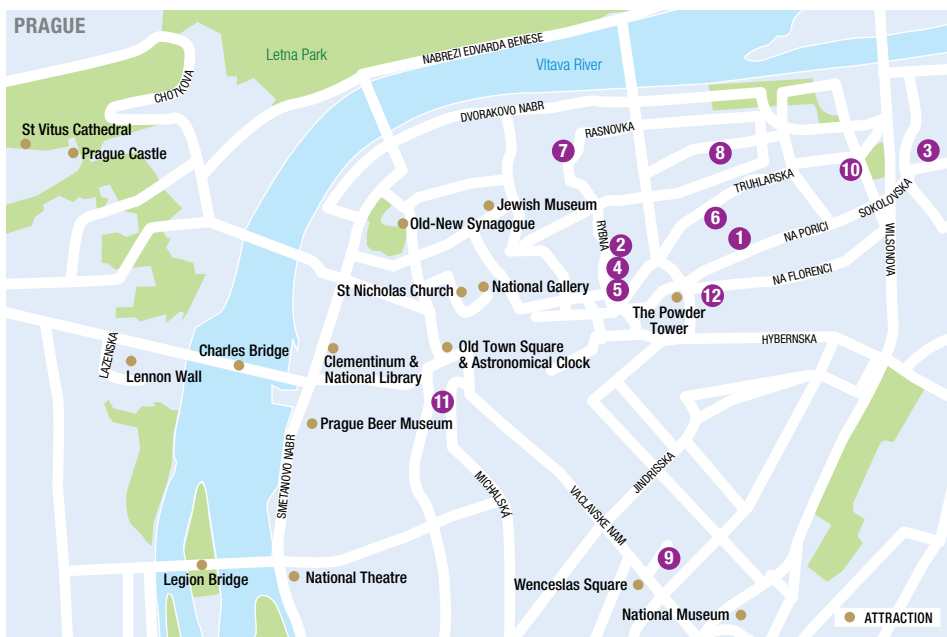 PRAGUE
Letna Park
NABREZI EDVARDA BENESE
Vltava River
CHOTKOVA
DVORAKOVO NABR
St Vitus Cathedral
Prague Castle
RASNOVKA
7
8
3
10
TRUHLARSKA
SOKOLOVSKA
Jewish Museum
Old-New Synagogue
RYBNA
6
1
NA PORICI
WILSONOVA
2
4
5
NA FLORENCI
St Nicholas Church
National Gallery
12
The Powder
Tower
HYBERNSKA
LAZENSKA
Lennon Wall
Charles Bridge
Clementinum &
National Library
Old Town Square
& Astronomical Clock
11
Prague Beer Museum
SMETANOVO NABR
MICHALSKÁ
JINDRISSKA
VACLAVSKE NAM
9
Legion Bridge
National Theatre
Wenceslas Square
National Museum
ATTRACTION